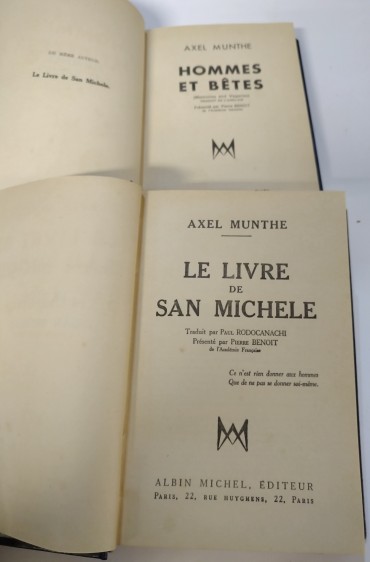 DU MÊME AUTEUR
Le Livre de San Michele.
AXEL MUNTHE
HOMMES
ET BÊTES
AXEL MUNTHE
LE LIVRE
DE
SAN MICHELE
Traduit par PAUL RODOCANACHI
Présenté par PIERRE BENOIT
de l'Académie Française
Ce n'est rien donner aux hommes
Que de ne pas se donner soi-même.
ALBIN MICHEL, ÉDITEUR
PARIS, 22, RUE HUYGHENS, 22, PARIS